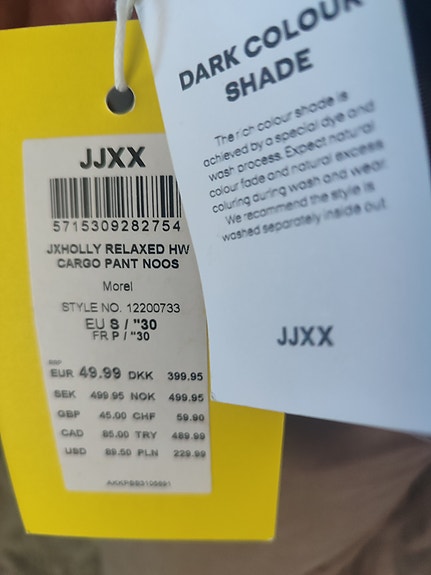 JJXX
5715309282754
JXHOLLY RELAXED HW
CARGO PANT NOOS
Morel
STYLE NO. 12200733
EU S / "30
FR P / "30
RRP
EUR 49.99 DKK 399.95
SEK 499.95 NOK 499.95
GBP 45.00 CHF 59.90
CAD 85.00 TRY 489.99
USD 89.50 PLN 229.99
DARK COLOUR
SHADE
The rich colour shade is
achieved by a special dye and
wash process. Expect natural
colour fade and natural excess
coluring during wash and wear.
We recommend the style is
washed separately inside out
JJXX